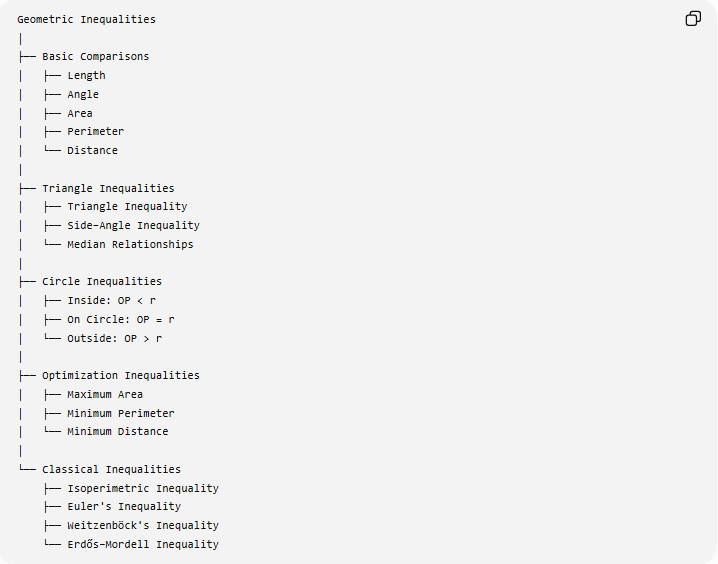 Geometric Inequalities
│
├── Basic Comparisons
│   ├── Length
│   ├── Angle
│   ├── Area
│   ├── Perimeter
│   └── Distance
│
├── Triangle Inequalities
│   ├── Triangle Inequality
│   ├── Side-Angle Inequality
│   └── Median Relationships
│
├── Circle Inequalities
│   ├── Inside: OP < r
│   ├── On Circle: OP = r
│   └── Outside: OP > r
│
├── Optimization Inequalities
│   ├── Maximum Area
│   ├── Minimum Perimeter
│   └── Minimum Distance
│
└── Classical Inequalities
    ├── Isoperimetric Inequality
    ├── Euler's Inequality
    ├── Weitzenböck's Inequality
    └── Erdős-Mordell Inequality